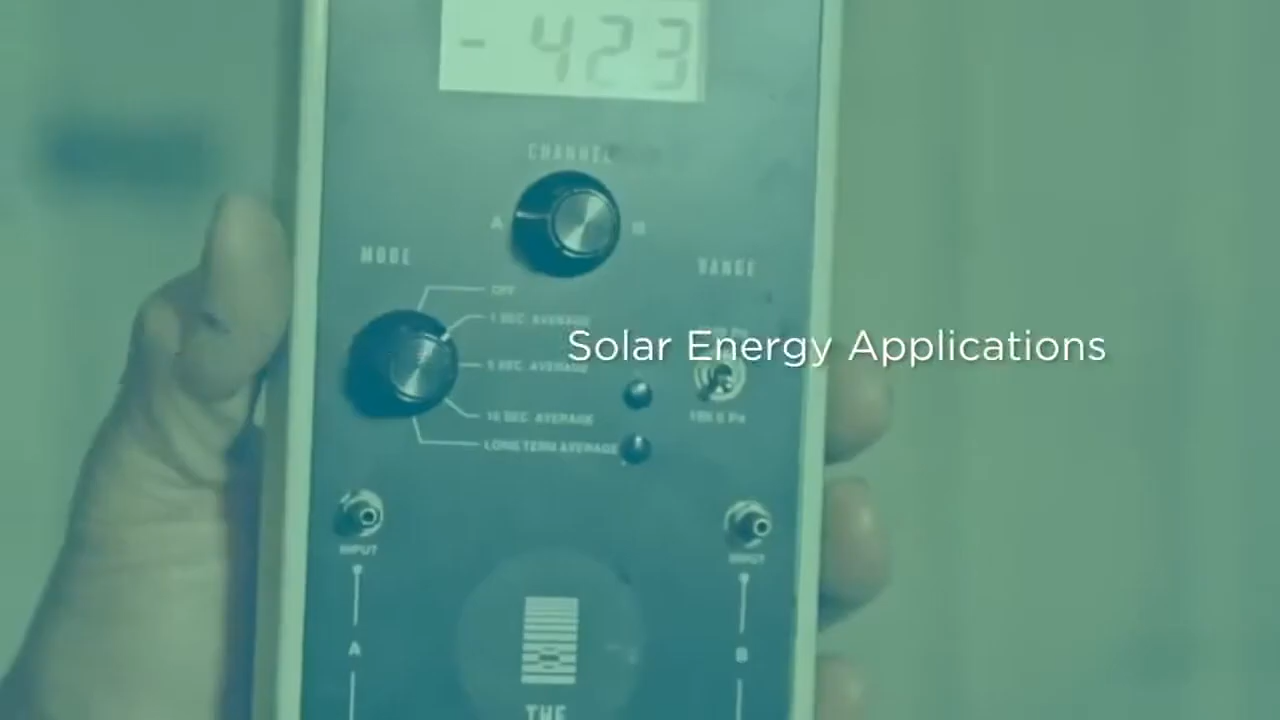 - 423
CHANNEL
A B
MODE
RANGE
OFF
1 SEC. AVERAGE
Solar Energy Applications
5 SEC. AVERAGE
10 SEC. AVERAGE
LONG TERM AVERAGE
INPUT
INPUT
A
B
THE